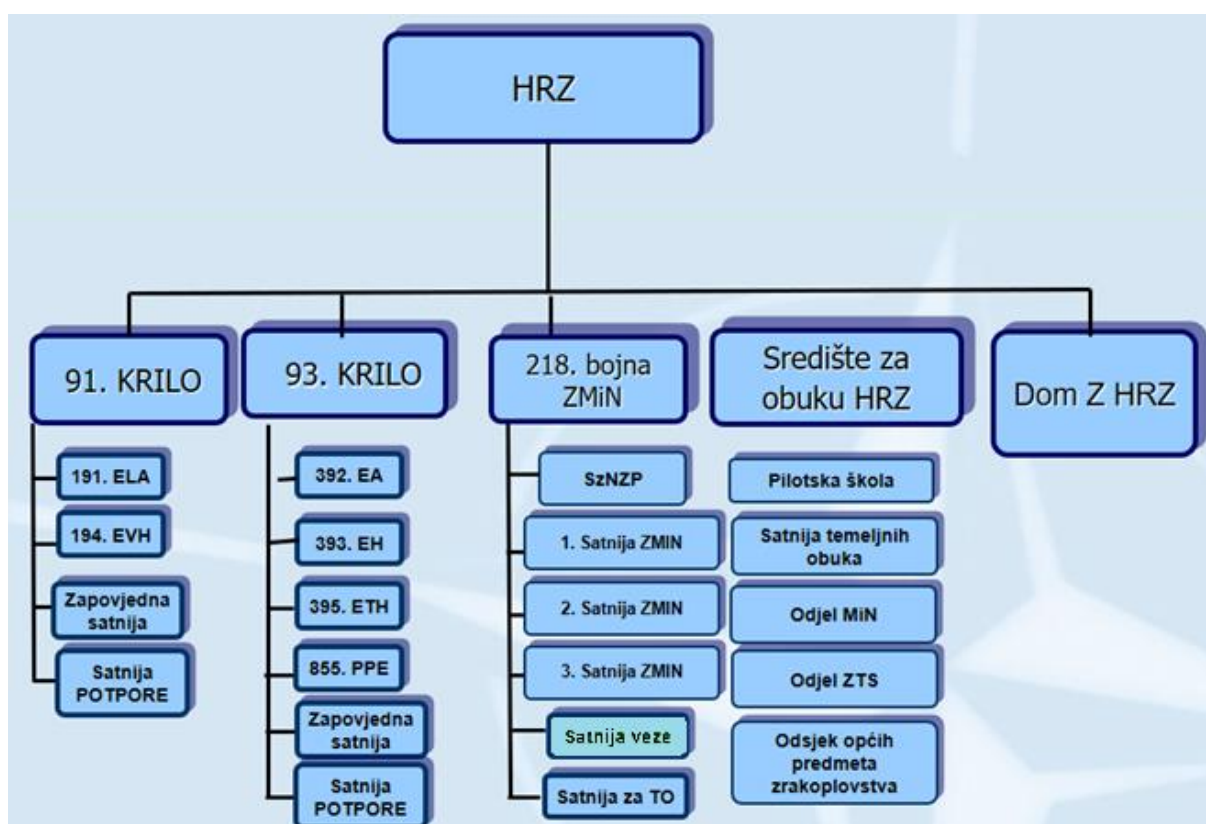 HRZ
91. KRILO
93. KRILO
218. bojna
ZMiN
Središte za
obuku HRZ
Dom Z HRZ
191. ELA
194. EVH
Zapovjedna
satnija
Satnija
POTPORE
392. EA
393. EH
395. ETH
855. PPE
Zapovjedna
satnija
Satnija
POTPORE
SzNZP
1. Satnija ZMIN
2. Satnija ZMIN
3. Satnija ZMIN
Satnija veze
Satnija za TO
Pilotska škola
Satnija temeljnih
obuka
Odjel MiN
Odjel ZTS
Odsjek općih
predmeta
zrakoplovstva